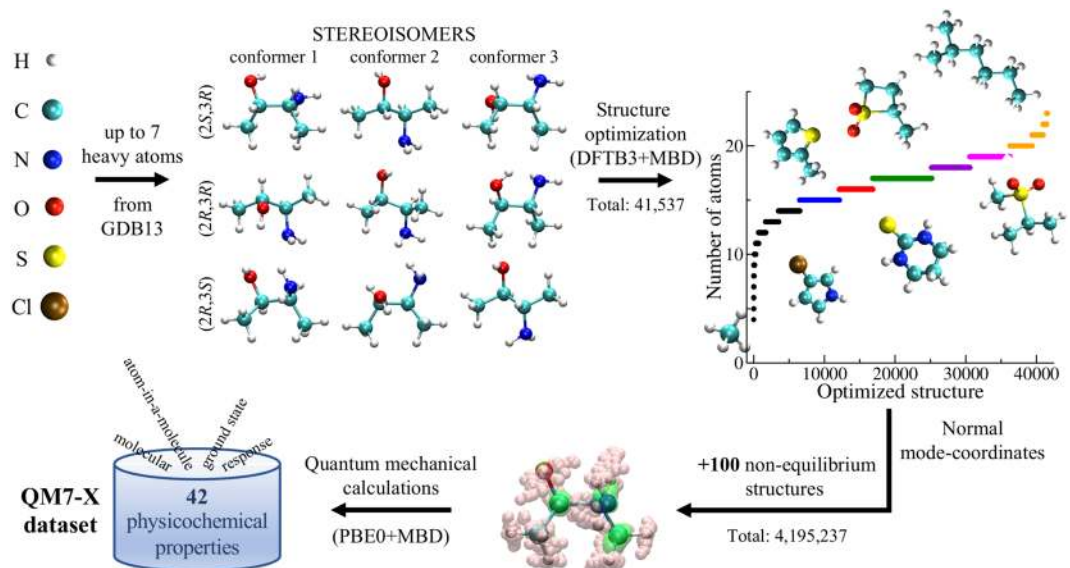 H
C
N
O
S
Cl
up to 7
heavy atoms
from
GDB13
STEREOISOMERS
conformer 1 conformer 2 conformer 3
(2S,3R)
(2R,3R)
(2R,3S)
Structure
optimization
(DFTB3+MBD)
Total: 41,537
Number of atoms
20
10
0
0 10000 20000 30000 40000
Optimized structure
Normal
mode-coordinates
+100 non-equilibrium
structures
Total: 4,195,237
Quantum mechanical
calculations
(PBE0+MBD)
molecular
atom-in-a-molecule
ground state
response
QM7-X
dataset
42
physicochemical
properties